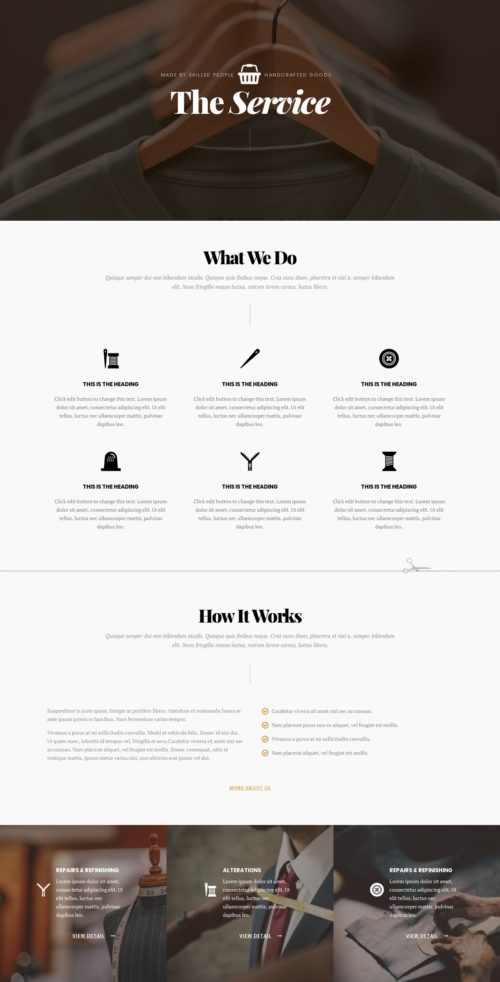 MADE BY SKILLED PEOPLE HANDCRAFTED GOODS
The Service
What We Do
Quisque semper dui non bibendum iaculis. Quisque quis finibus neque. Cras nunc diam, pharetra et nisl a, semper bibendum
elit. Nunc fringilla massa luctus, rutrum lorem cursus, luctus libero.
THIS IS THE HEADING
Click edit button to change this text. Lorem ipsum
dolor sit amet, consectetur adipiscing elit. Ut elit
tellus, luctus nec ullamcorper mattis, pulvinar
dapibus leo.
THIS IS THE HEADING
Click edit button to change this text. Lorem ipsum
dolor sit amet, consectetur adipiscing elit. Ut elit
tellus, luctus nec ullamcorper mattis, pulvinar
dapibus leo.
THIS IS THE HEADING
Click edit button to change this text. Lorem ipsum
dolor sit amet, consectetur adipiscing elit. Ut elit
tellus, luctus nec ullamcorper mattis, pulvinar
dapibus leo.
THIS IS THE HEADING
Click edit button to change this text. Lorem ipsum
dolor sit amet, consectetur adipiscing elit. Ut elit
tellus, luctus nec ullamcorper mattis, pulvinar
dapibus leo.
THIS IS THE HEADING
Click edit button to change this text. Lorem ipsum
dolor sit amet, consectetur adipiscing elit. Ut elit
tellus, luctus nec ullamcorper mattis, pulvinar
dapibus leo.
THIS IS THE HEADING
Click edit button to change this text. Lorem ipsum
dolor sit amet, consectetur adipiscing elit. Ut elit
tellus, luctus nec ullamcorper mattis, pulvinar
dapibus leo.
How It Works
Quisque semper dui non bibendum iaculis. Quisque quis finibus neque. Cras nunc diam, pharetra et nisl a, semper bibendum
elit. Nunc fringilla massa luctus, rutrum lorem cursus, luctus libero.
Suspendisse in justo quam. Integer at porttitor libero. Interdum et malesuada fames ac
ante ipsum primis in faucibus. Nam fermentum varius tempor.
Vivamus a purus at mi sollicitudin convallis. Morbi at vehicula felis. Donec id nisi dui.
Ut quam nunc, lobortis id tempor vel, fringilla et arcu.Curabitur viverra sit amet nisl nec
accumsan. Nam placerat aliquet, vel feugiat est mollis. Donec consequat, odio id
tristique mattis, ipsum metus varius nisi, non ultricies erat ipsum vel dui.
Curabitur viverra sit amet nisl nec accumsan.
Nam placerat purus non ex aliquet, vel feugiat est mollis.
Vivamus a purus at mi sollicitudin convallis.
Nam placerat aliquet, vel feugiat est mollis.
MORE ABOUT US
REPAIRS & REFINISHING
Lorem ipsum dolor sit amet,
consectetur adipiscing elit. Ut
elit tellus, luctus nec
ullamcorper mattis, pulvinar
dapibus leo.
VIEW DETAIL
ALTERATIONS
Lorem ipsum dolor sit amet,
consectetur adipiscing elit. Ut
elit tellus, luctus nec
ullamcorper mattis, pulvinar
dapibus leo.
VIEW DETAIL
REPAIRS & REFINISHING
Lorem ipsum dolor sit amet,
consectetur adipiscing elit. Ut
elit tellus, luctus nec
ullamcorper mattis, pulvinar
dapibus leo.
VIEW DETAIL